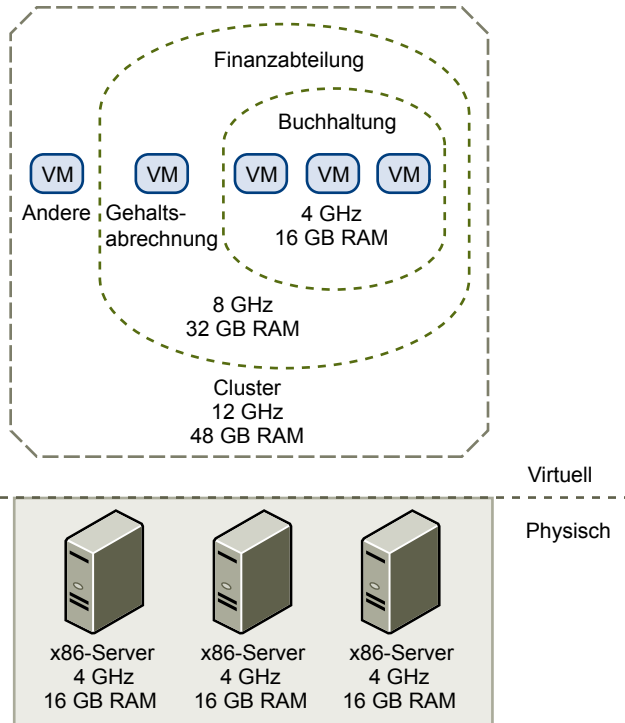 Finanzabteilung
Buchhaltung
VM
VM
VM
VM
VM
Andere
Gehalts-
abrechnung
4 GHz
16 GB RAM
8 GHz
32 GB RAM
Cluster
12 GHz
48 GB RAM
Virtuell
Physisch
x86-Server
4 GHz
16 GB RAM
x86-Server
4 GHz
16 GB RAM
x86-Server
4 GHz
16 GB RAM